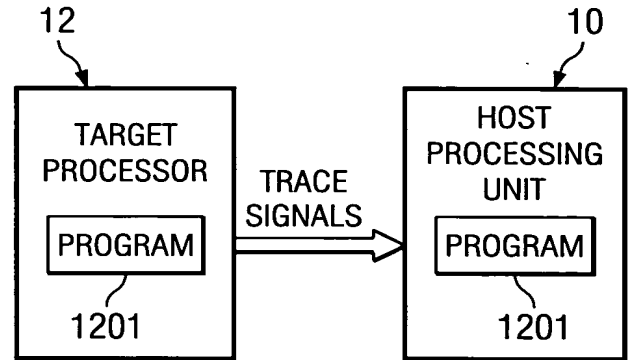 12
10
TARGET
PROCESSOR
PROGRAM
1201
TRACE
SIGNALS
HOST
PROCESSING
UNIT
PROGRAM
1201